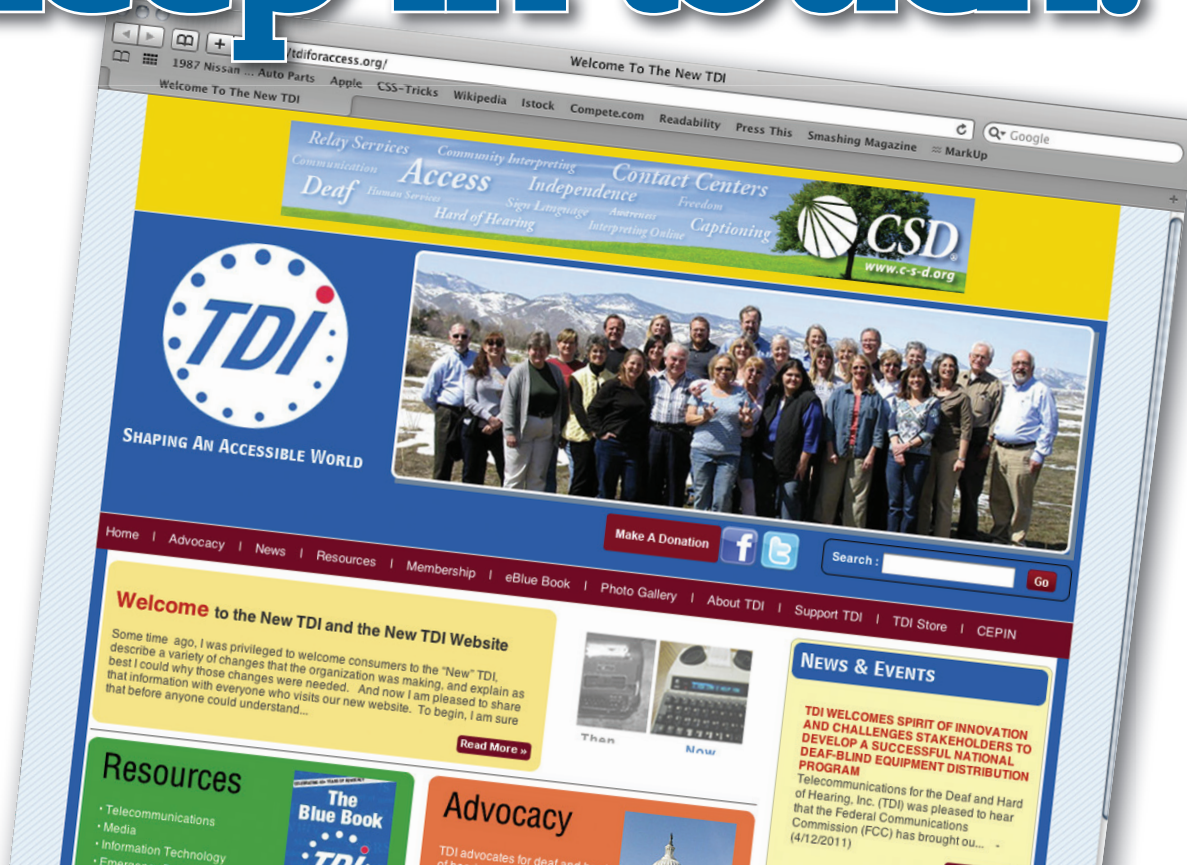 keep in touch!
Welcome To The New TDI
/tdiforaccess.org/
Google
1987 Nissan ... Auto Parts Apple CSS-Tricks Wikipedia Istock Compete.com Readability Press This Smashing Magazine MarkUp
Welcome To The New TDI
Relay Services
Community Interpreting
Contact Centers
Communication
Access
Independence
Freedom
Deaf
Human Services
Sign Language
Awareness
Hard of Hearing
Interpreting Online
Captioning
CSD
www.c-s-d.org
TDI
SHAPING AN ACCESSIBLE WORLD
Make A Donation
f
t
Search :
Go
Home | Advocacy | News | Resources | Membership | eBlue Book | Photo Gallery | About TDI | Support TDI | TDI Store | CEPIN
Welcome to the New TDI and the New TDI Website
Some time ago, I was privileged to welcome consumers to the "New" TDI,
describe a variety of changes that the organization was making, and explain as
best I could why those changes were needed. And now I am pleased to share
that information with everyone who visits our new website. To begin, I am sure
that before anyone could understand...
Read More »
Then
Now
NEWS & EVENTS
TDI WELCOMES SPIRIT OF INNOVATION
AND CHALLENGES STAKEHOLDERS TO
DEVELOP A SUCCESSFUL NATIONAL
DEAF-BLIND EQUIPMENT DISTRIBUTION
PROGRAM
Telecommunications for the Deaf and Hard
of Hearing, Inc. (TDI) was pleased to hear
that the Federal Communications
Commission (FCC) has brought ou... -
(4/12/2011)
Resources
• Telecommunications
• Media
• Information Technology
The
Blue Book
TDI
Advocacy
TDI advocates for deaf and